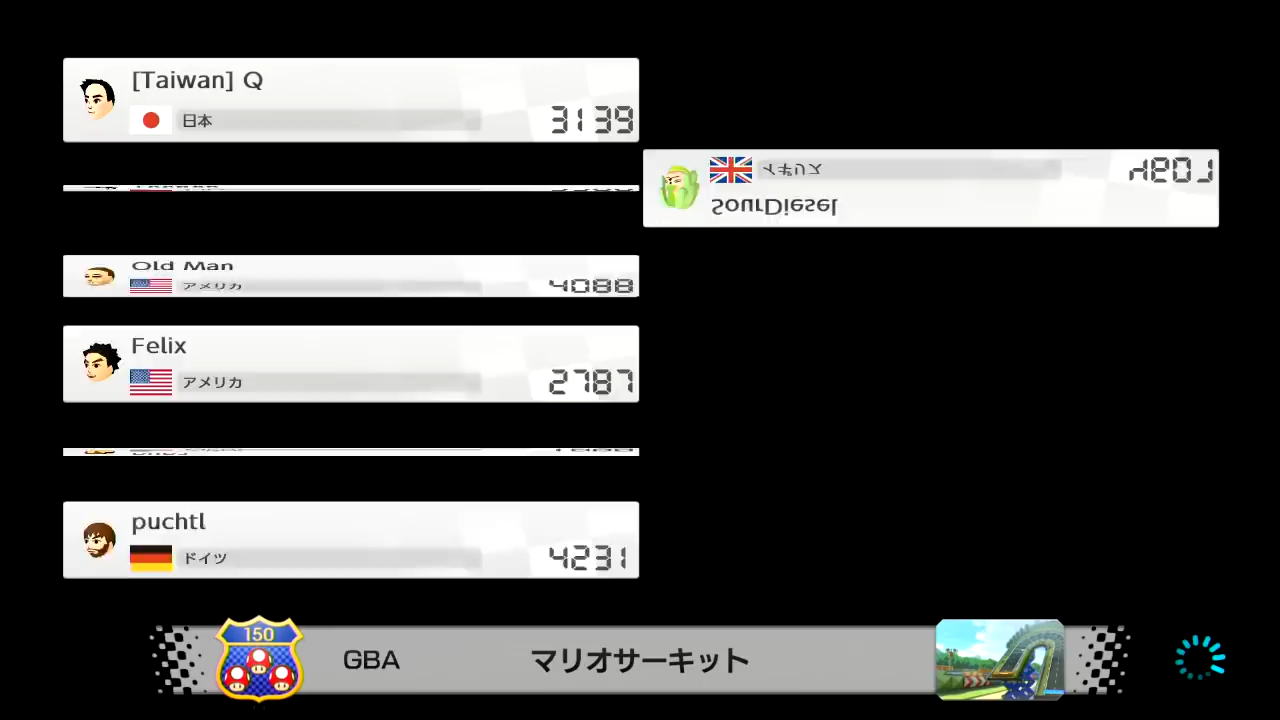 [Taiwan] Q
日本
3139
Old Man
アメリカ
4088
Felix
アメリカ
2787
puchtl
ドイツ
4231
イギリス
SourDiesel
150
GBA マリオサーキット